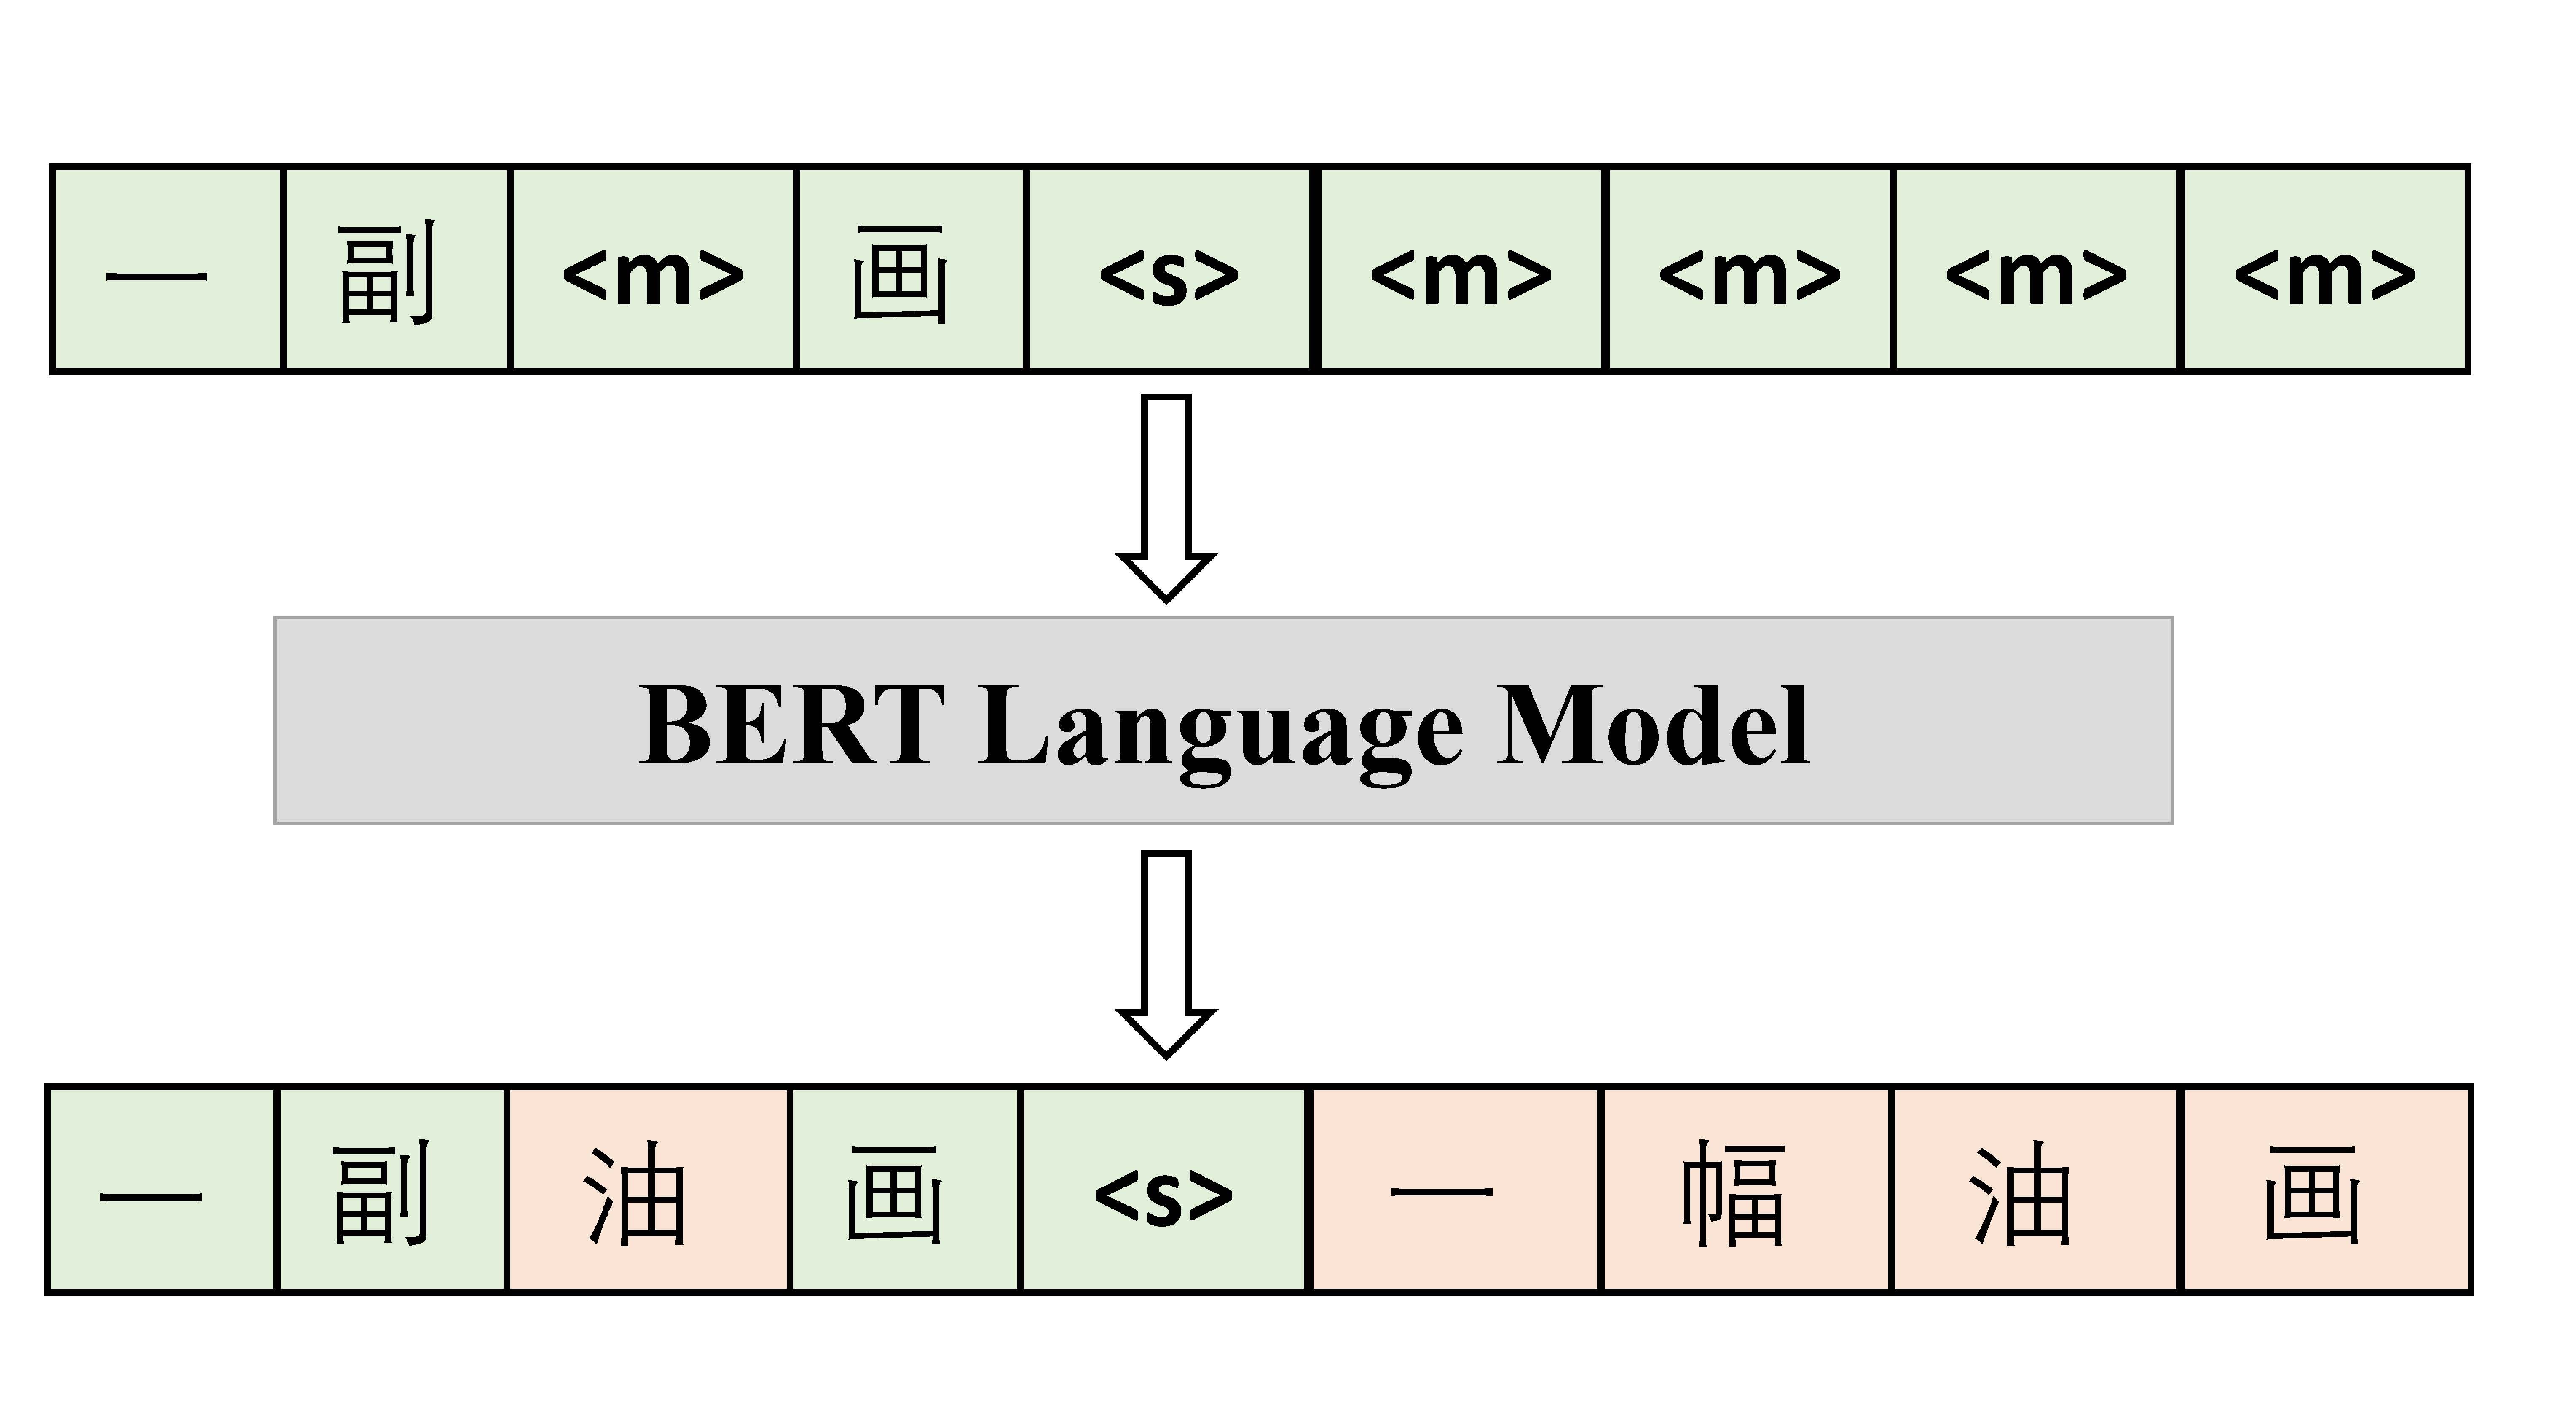 一 副 <m> 画 <s> <m> <m> <m> <m>
BERT Language Model
一 副 油 画 <s> 一 幅 油 画